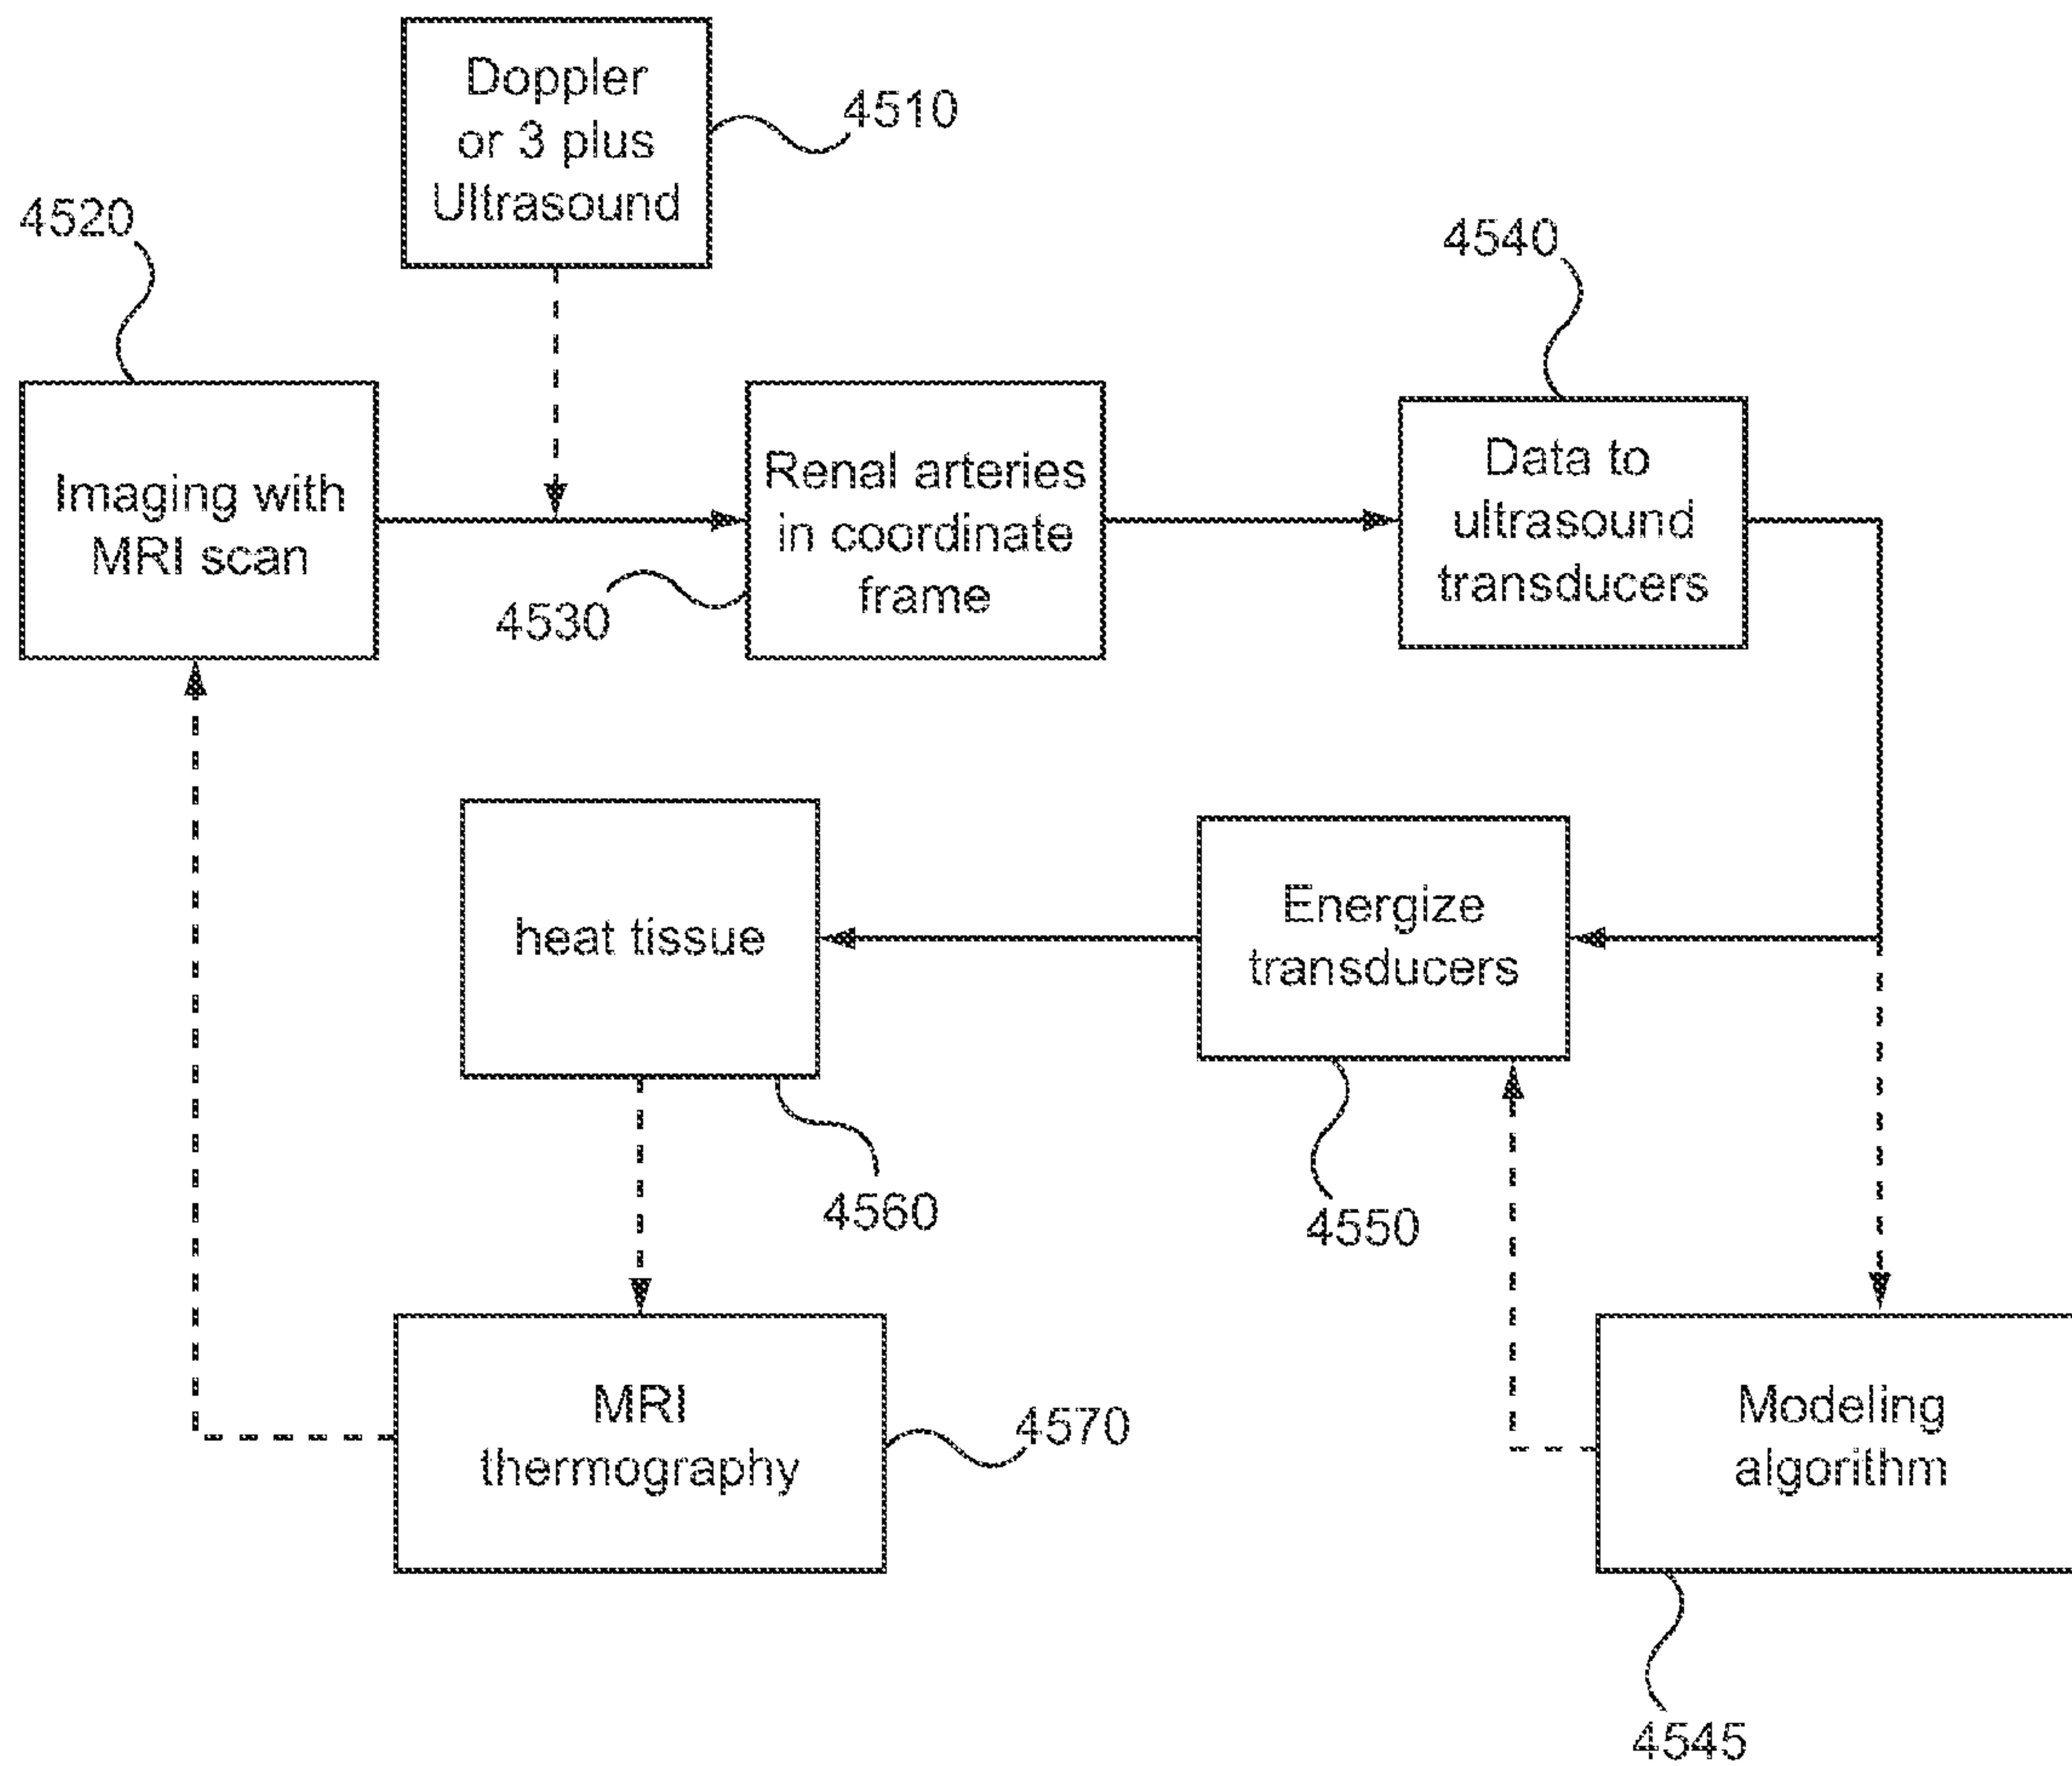 Doppler
or 3 plus
Ultrasound
4510
4520
Imaging with
MRI scan
4530
Renal arteries
in coordinate
frame
4540
Data to
ultrasound
transducers
heat tissue
4560
Energize
transducers
4550
MRI
thermography
4570
Modeling
algorithm
4545